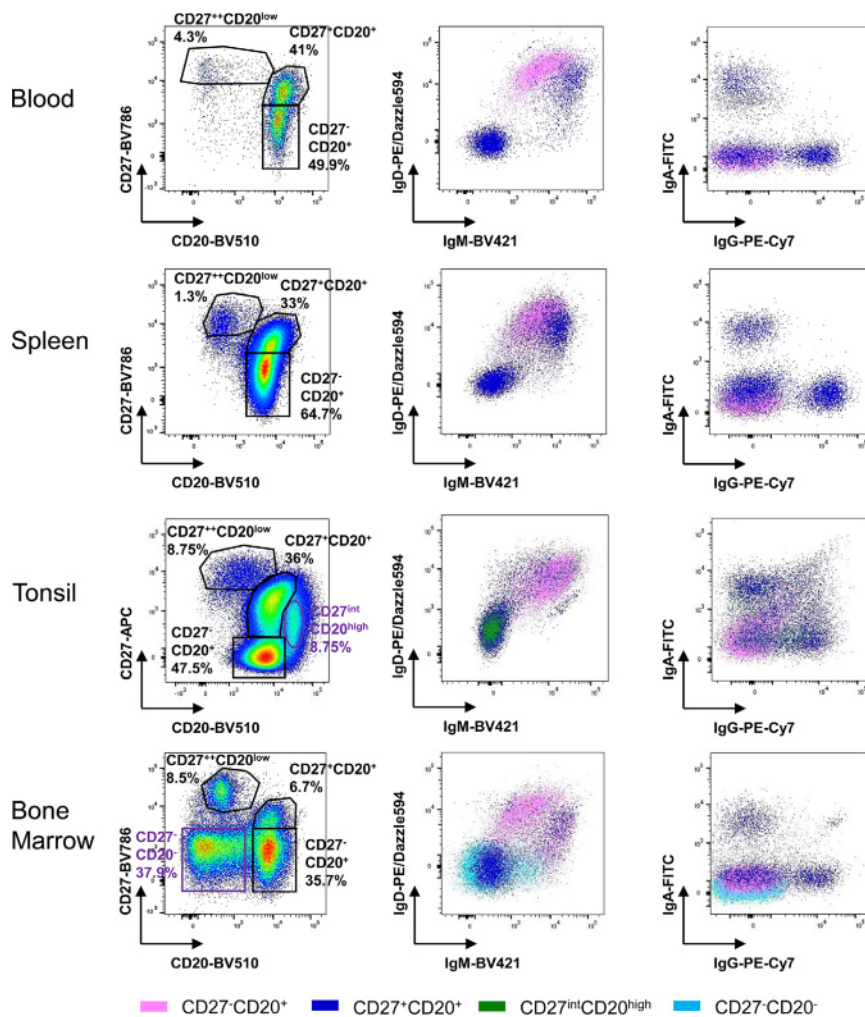 Blood
CD27⁺⁺CD20ˡᵒʷ
4.3%
CD27⁺CD20⁺
41%
CD27⁻
CD20⁺
49.9%
CD27-BV786
CD20-BV510
IgD-PE/Dazzle594
IgM-BV421
IgA-FITC
IgG-PE-Cy7
Spleen
CD27⁺⁺CD20ˡᵒʷ
1.3%
CD27⁺CD20⁺
33%
CD27⁻
CD20⁺
64.7%
CD27-BV786
CD20-BV510
IgD-PE/Dazzle594
IgM-BV421
IgA-FITC
IgG-PE-Cy7
Tonsil
CD27⁺⁺CD20ˡᵒʷ
8.75%
CD27⁺CD20⁺
36%
CD27ⁱⁿᵗ
CD20ʰⁱᵍʰ
8.75%
CD27⁻
CD20⁺
47.5%
CD27-APC
CD20-BV510
IgD-PE/Dazzle594
IgM-BV421
IgA-FITC
IgG-PE-Cy7
Bone
Marrow
CD27⁺⁺CD20ˡᵒʷ
8.5%
CD27⁺CD20⁺
6.7%
CD27⁻
CD20⁻
37.9%
CD27⁻
CD20⁺
35.7%
CD27-BV786
CD20-BV510
IgD-PE/Dazzle594
IgM-BV421
IgA-FITC
IgG-PE-Cy7
CD27⁻CD20⁺ CD27⁺CD20⁺ CD27ⁱⁿᵗCD20ʰⁱᵍʰ CD27⁻CD20⁻